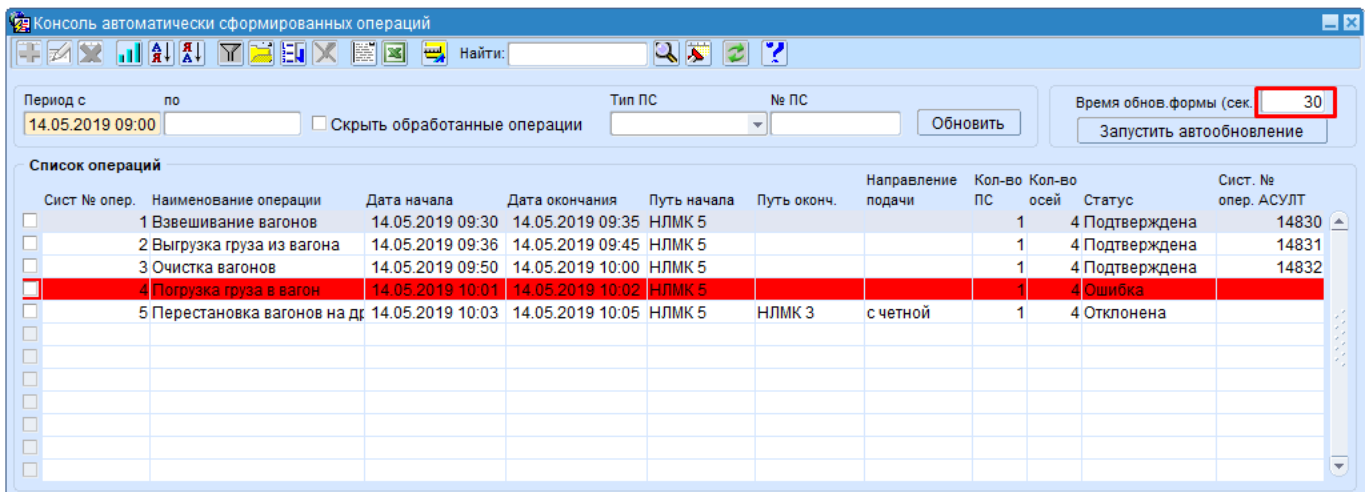 Консоль автоматически сформированных операций
Найти:
Период с по Тип ПС № ПС Время обнов.формы (сек. 30
14.05.2019 09:00 Скрыть обработанные операции Обновить Запустить автообновление
Список операций
Направление Кол-во Кол-во Сист. №
Сист № опер. Наименование операции Дата начала Дата окончания Путь начала Путь оконч. подачи ПС осей Статус опер. АСУЛТ
1 Взвешивание вагонов 14.05.2019 09:30 14.05.2019 09:35 НЛМК 5 1 4 Подтверждена 14830
2 Выгрузка груза из вагона 14.05.2019 09:36 14.05.2019 09:45 НЛМК 5 1 4 Подтверждена 14831
3 Очистка вагонов 14.05.2019 09:50 14.05.2019 10:00 НЛМК 5 1 4 Подтверждена 14832
4 Погрузка груза в вагон 14.05.2019 10:01 14.05.2019 10:02 НЛМК 5 1 4 Ошибка
5 Перестановка вагонов на др 14.05.2019 10:03 14.05.2019 10:05 НЛМК 5 НЛМК 3 с четной 1 4 Отклонена